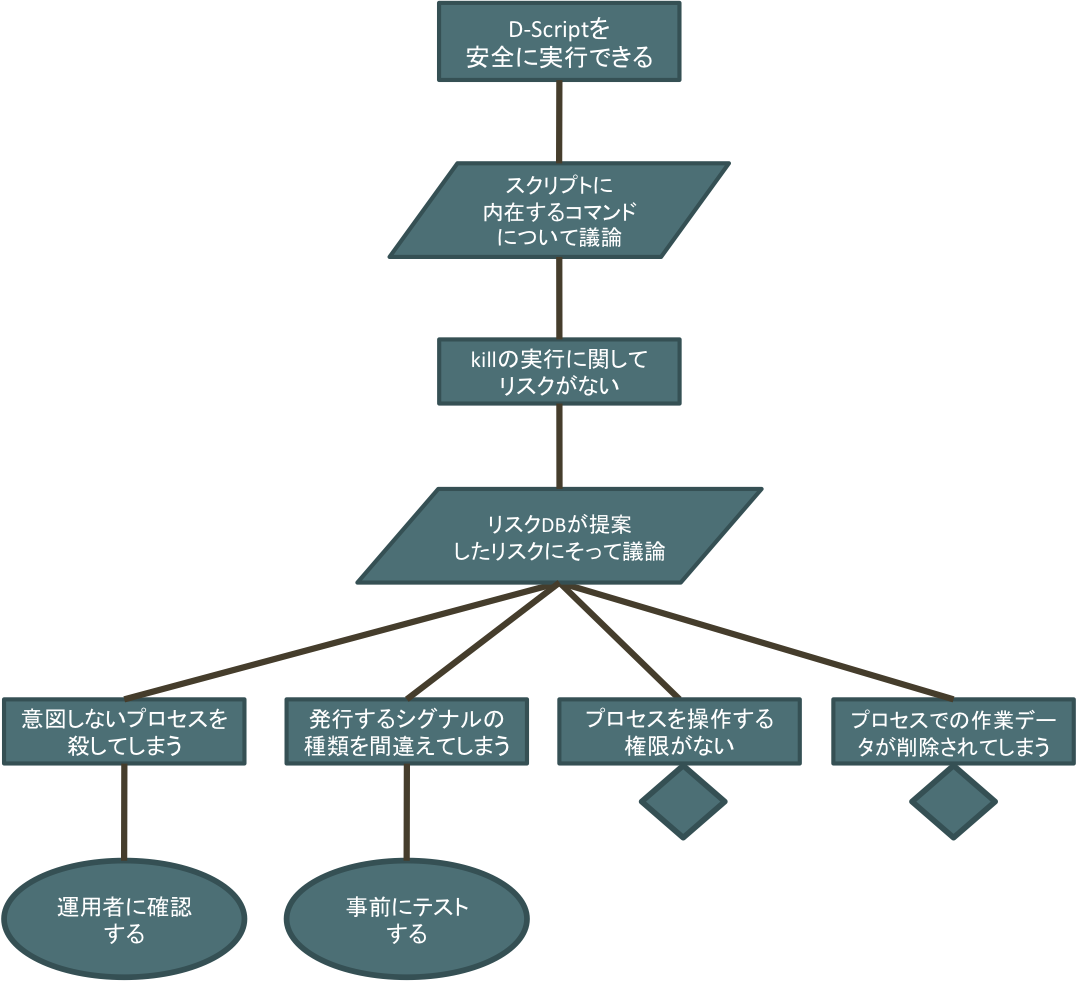 D-Scriptを
安全に実行できる
スクリプトに
内在するコマンド
について議論
killの実行に関して
リスクがない
リスクDBが提案
したリスクにそって議論
意図しないプロセスを
殺してしまう
発行するシグナルの
種類を間違えてしまう
プロセスを操作する
権限がない
プロセスでの作業デー
タが削除されてしまう
運用者に確認
する
事前にテスト
する